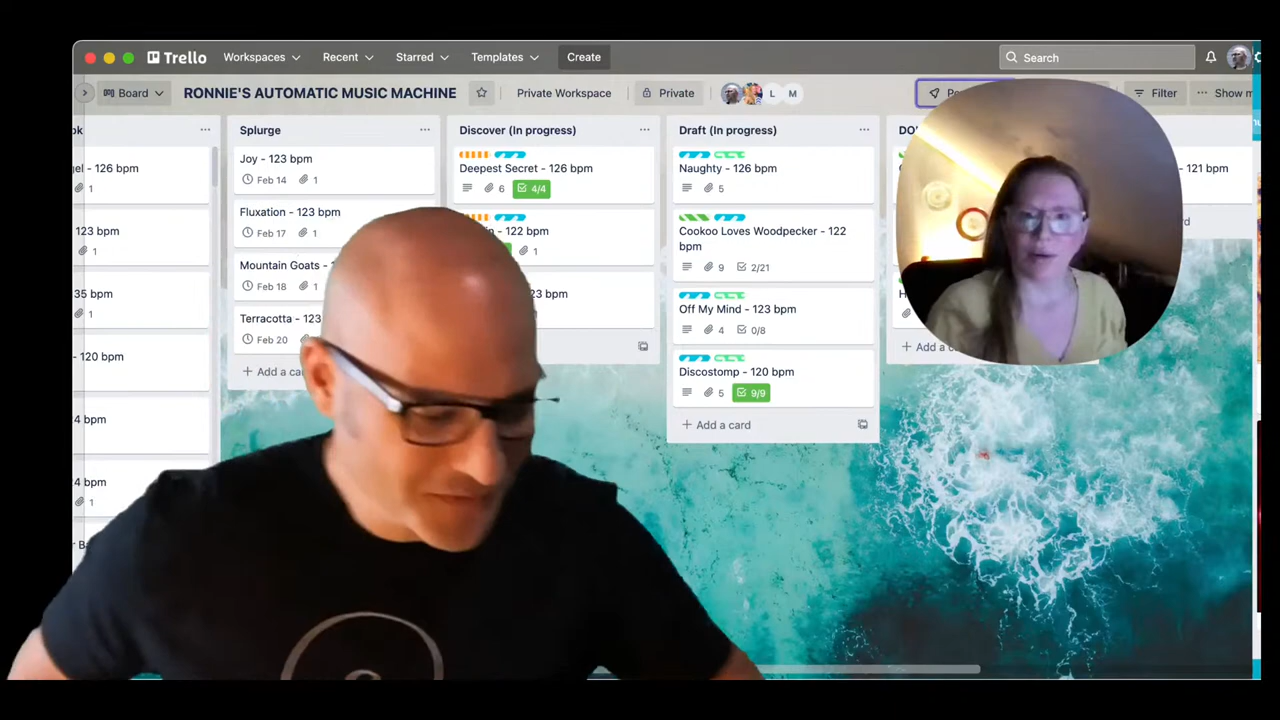 Trello Workspaces Recent Starred Templates Create Search
Board RONNIE'S AUTOMATIC MUSIC MACHINE Private Workspace Private L M Filter Show
Splurge
Joy - 123 bpm
Feb 14 1
Fluxation - 123 bpm
Feb 17 1
Mountain Goats -
Feb 18 1
Terracotta - 123
Feb 20
Add a
Discover (In progress)
Deepest Secret - 126 bpm
6 4/4
- 122 bpm
1
23 bpm
Draft (In progress)
Naughty - 126 bpm
5
Cookoo Loves Woodpecker - 122
bpm
9 2/21
Off My Mind - 123 bpm
4 0/8
Discostomp - 120 bpm
5 9/9
Add a card
- 126 bpm
1
123 bpm
1
35 bpm
1
- 120 bpm
4 bpm
4 bpm
1
- 121 bpm
Add a